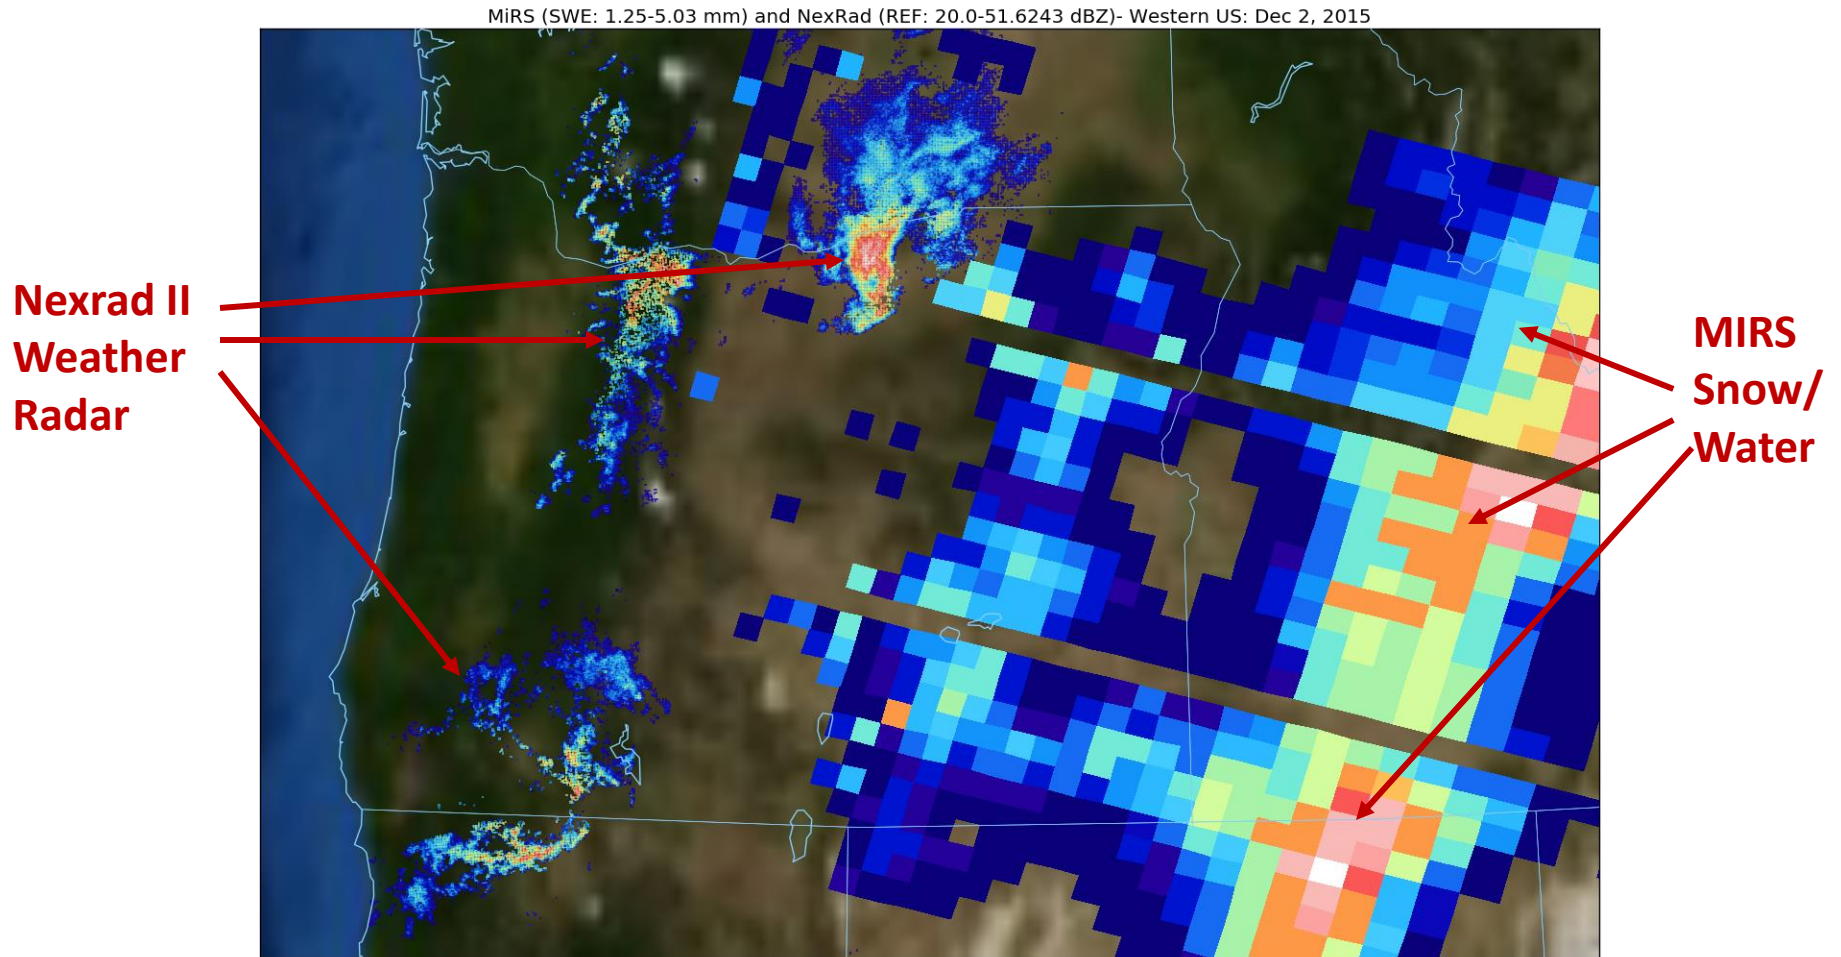 MiRS (SWE: 1.25-5.03 mm) and NexRad (REF: 20.0-51.6243 dBZ)- Western US: Dec 2, 2015
Nexrad II
Weather
Radar
MIRS
Snow/
Water